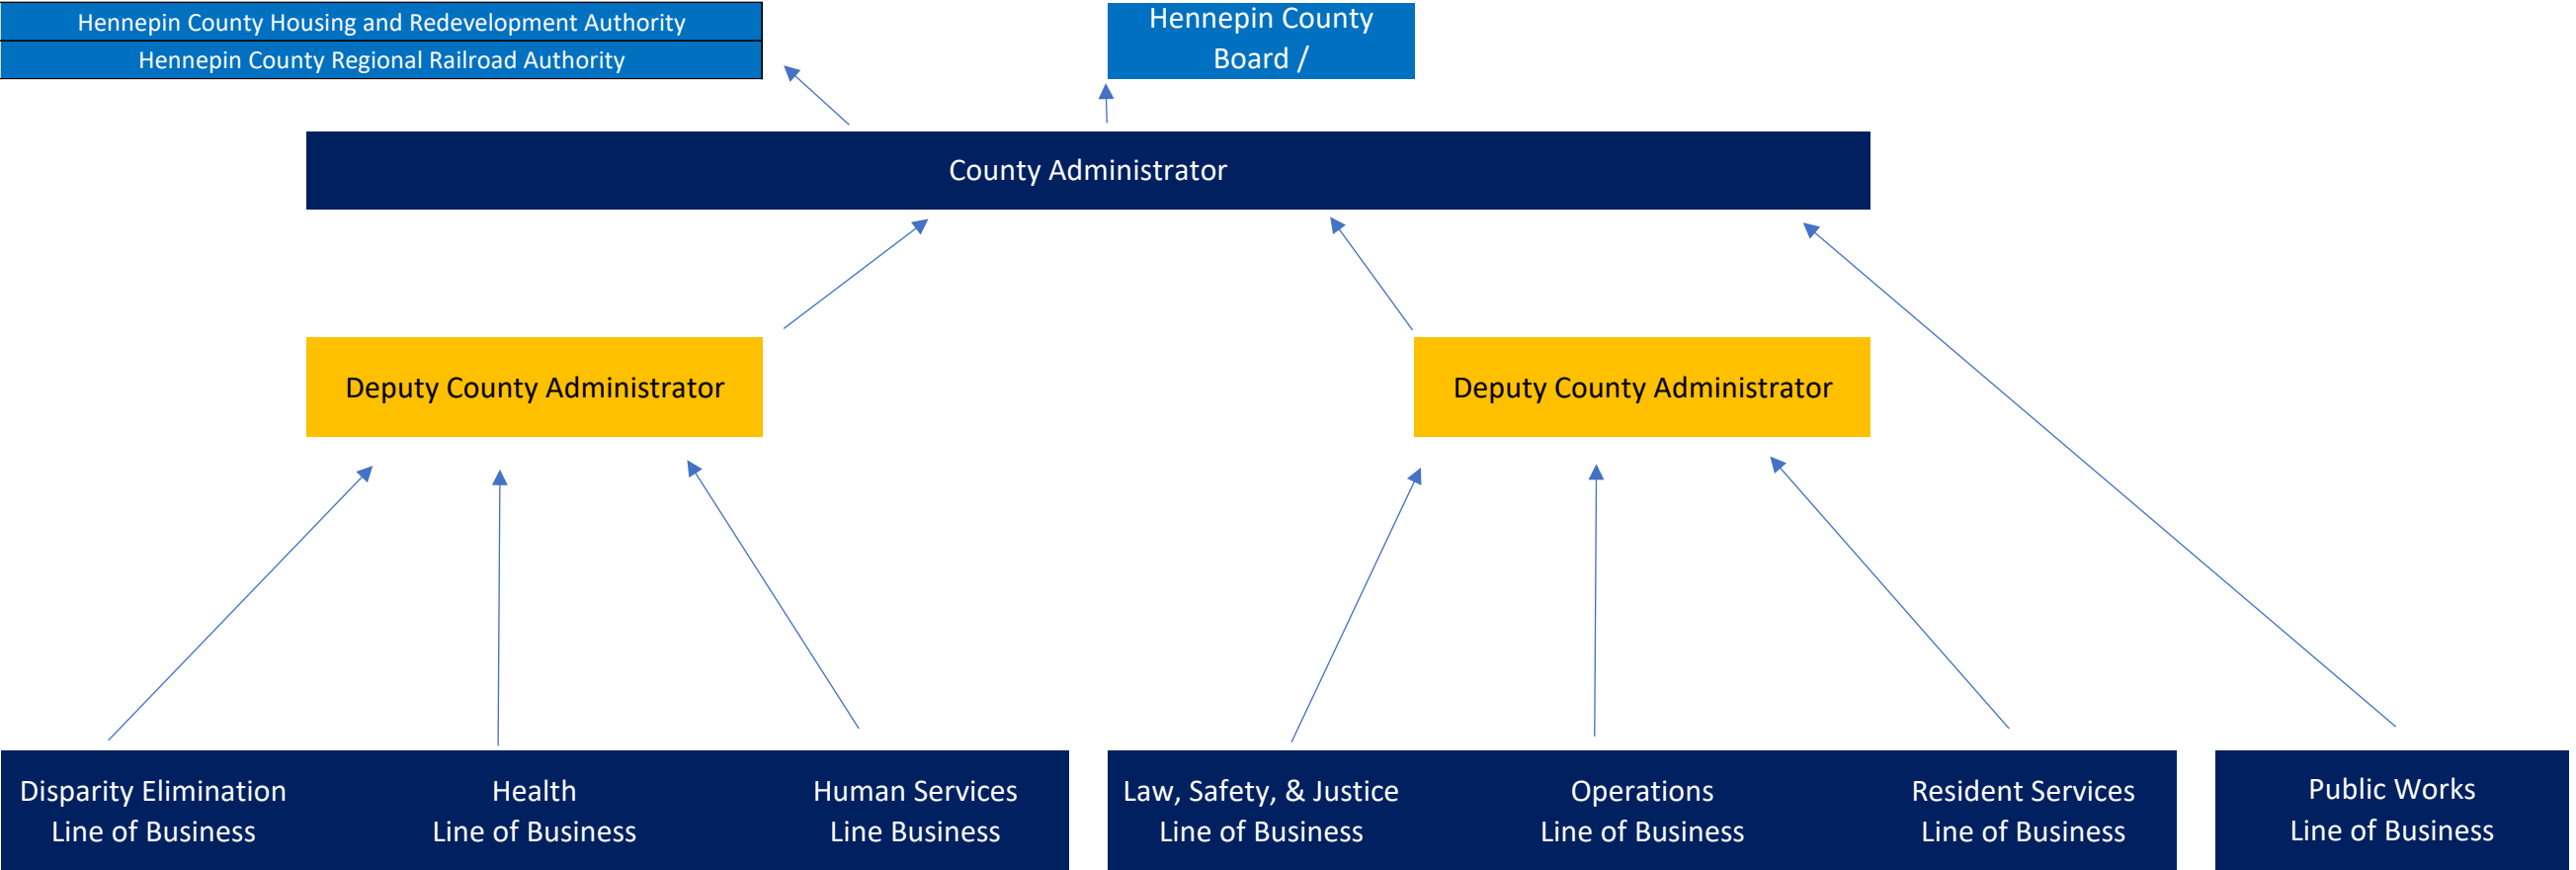 Hennepin County Housing and Redevelopment Authority
Hennepin County Regional Railroad Authority
Hennepin County
Board /
County Administrator
Deputy County Administrator
Deputy County Administrator
Disparity Elimination
Line of Business
Health
Line of Business
Human Services
Line Business
Law, Safety, & Justice
Line of Business
Operations
Line of Business
Resident Services
Line of Business
Public Works
Line of Business